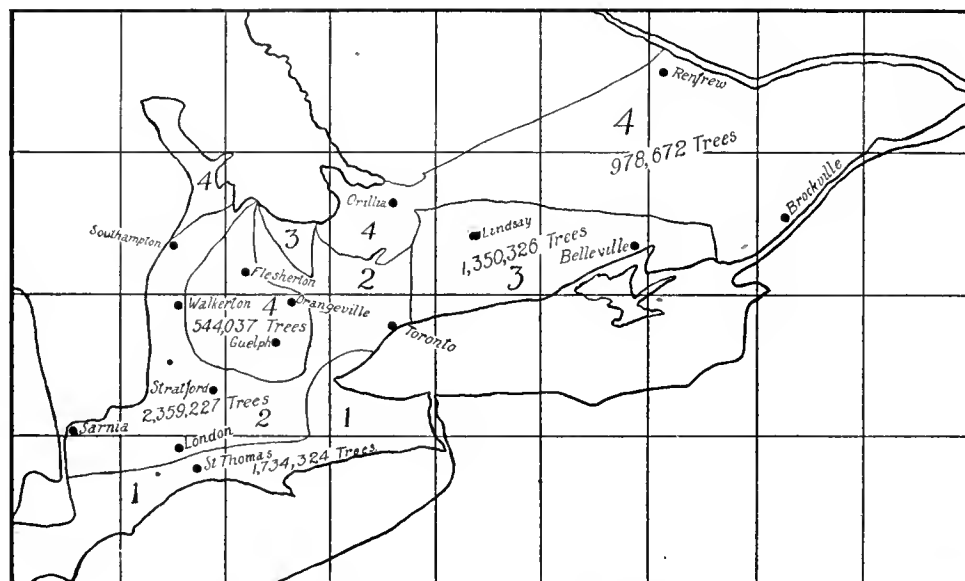 Renfrew
4
978,672 Trees
Brockville
4
Orillia
Southampton
3
4
Lindsay
1,350,326 Trees
Belleville
3
2
Flesherton
Walkerton
4
Orangeville
544,037 Trees
Guelph
Toronto
Stratford
2,359,227 Trees
2
1
Sarnia
London
St Thomas
1,734,324 Trees
1